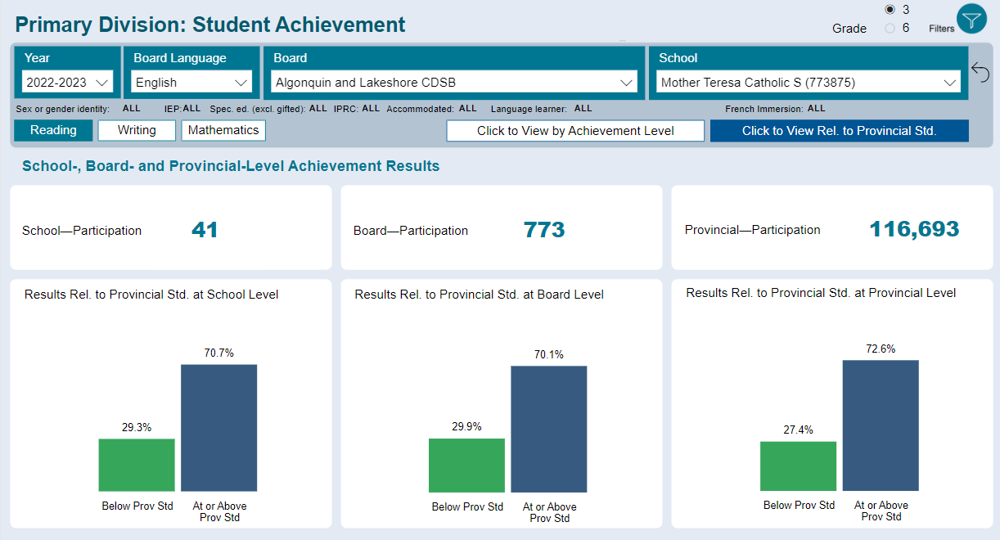 Primary Division: Student Achievement
Grade
3
6
Filters
Year
Board Language
Board
School
2022-2023
English
Algonquin and Lakeshore CDSB
Mother Teresa Catholic S (773875)
Sex or gender identity: ALL IEP:ALL Spec. ed. (excl. gifted): ALL IPRC: ALL Accommodated: ALL Language learner: ALL French Immersion: ALL
Reading
Writing
Mathematics
Click to View by Achievement Level
Click to View Rel. to Provincial Std.
School-, Board- and Provincial-Level Achievement Results
School—Participation 41
Board—Participation 773
Provincial—Participation 116,693
Results Rel. to Provincial Std. at School Level
70.7%
29.3%
Below Prov Std
At or Above
Prov Std
Results Rel. to Provincial Std. at Board Level
70.1%
29.9%
Below Prov Std
At or Above
Prov Std
Results Rel. to Provincial Std. at Provincial Level
72.6%
27.4%
Below Prov Std
At or Above
Prov Std